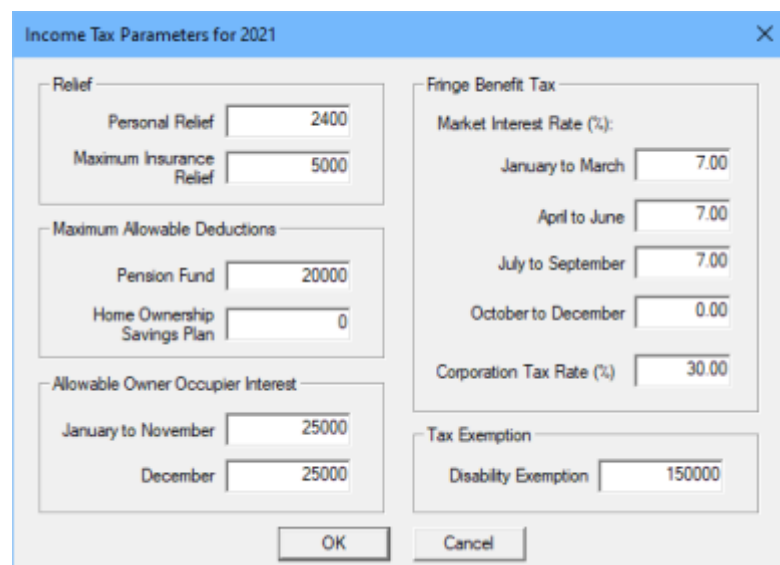 Income Tax Parameters for 2021
Relief
Personal Relief 2400
Maximum Insurance
Relief 5000
Maximum Allowable Deductions
Pension Fund 20000
Home Ownership
Savings Plan 0
Allowable Owner Occupier Interest
January to November 25000
December 25000
Fringe Benefit Tax
Market Interest Rate (%):
January to March 7.00
April to June 7.00
July to September 7.00
October to December 0.00
Corporation Tax Rate (%) 30.00
Tax Exemption
Disability Exemption 150000
OK
Cancel